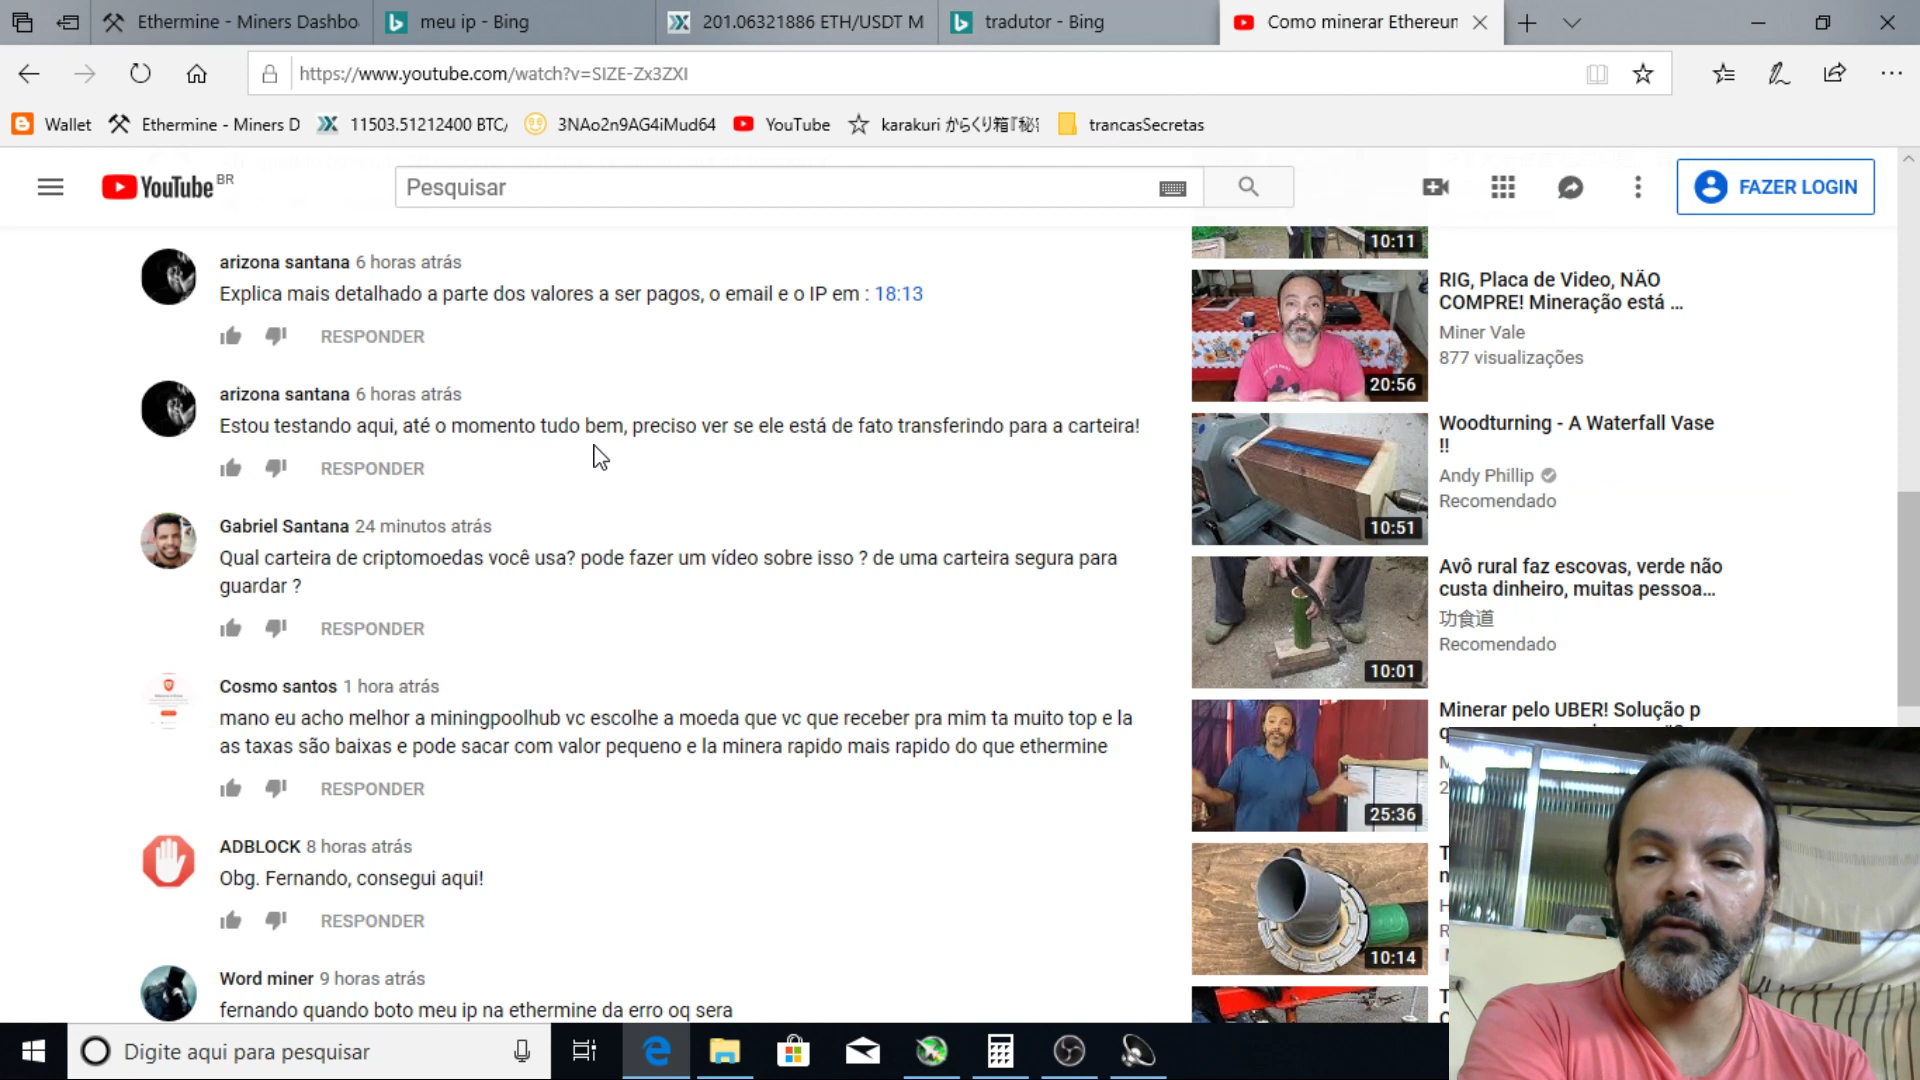 Ethermine - Miners Dashbo
meu ip - Bing
201.06321886 ETH/USDT M
tradutor - Bing
Como minerar Ethereun
https://www.youtube.com/watch?v=SIZE-Zx3ZXI
Wallet
Ethermine - Miners D
11503.51212400 BTC/
3NAo2n9AG4iMud64
YouTube
karakuri からくり箱『秘
trancasSecretas
YouTube BR
Pesquisar
FAZER LOGIN
arizona santana 6 horas atrás
Explica mais detalhado a parte dos valores a ser pagos, o email e o IP em : 18:13
RESPONDER
arizona santana 6 horas atrás
Estou testando aqui, até o momento tudo bem, preciso ver se ele está de fato transferindo para a carteira!
RESPONDER
Gabriel Santana 24 minutos atrás
Qual carteira de criptomoedas você usa? pode fazer um vídeo sobre isso ? de uma carteira segura para
guardar ?
RESPONDER
Cosmo santos 1 hora atrás
mano eu acho melhor a miningpoolhub vc escolhe a moeda que vc que receber pra mim ta muito top e la
as taxas são baixas e pode sacar com valor pequeno e la minera rapido mais rapido do que ethermine
RESPONDER
ADBLOCK 8 horas atrás
Obg. Fernando, consegui aqui!
RESPONDER
Word miner 9 horas atrás
fernando quando boto meu ip na ethermine da erro oq sera
10:11
20:56
RIG, Placa de Video, NÃO
COMPRE! Mineração está ...
Miner Vale
877 visualizações
10:51
Woodturning - A Waterfall Vase
!!
Andy Phillip
Recomendado
10:01
Avô rural faz escovas, verde não
custa dinheiro, muitas pessoa...
功食道
Recomendado
25:36
Minerar pelo UBER! Solução p
10:14
Digite aqui para pesquisar